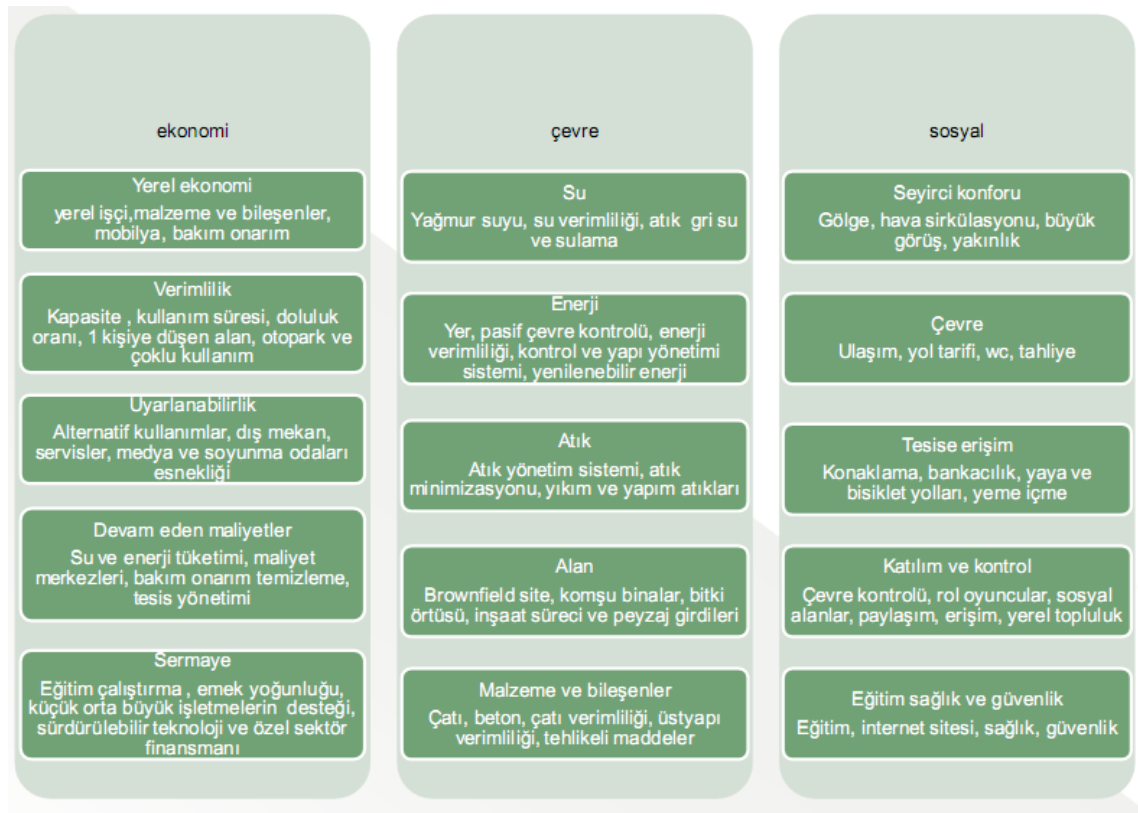 ekonomi
Yerel ekonomi
yerel işçi,malzeme ve bileşenler,
mobilya, bakım onarım
Verimlilik
Kapasite , kullanım süresi, doluluk
oranı, 1 kişiye düşen alan, otopark ve
çoklu kullanım
Uyarlanabilirlik
Alternatif kullanımlar, dış mekan,
servisler, medya ve soyunma odaları
esnekliği
Devam eden maliyetler
Su ve enerji tüketimi, maliyet
merkezleri, bakım onarım temizleme,
tesis yönetimi
Sermaye
Eğitim çalıştırma , emek yoğunluğu,
küçük orta büyük işletmelerin desteği,
sürdürülebilir teknoloji ve özel sektör
finansmanı
çevre
Su
Yağmur suyu, su verimliliği, atık gri su
ve sulama
Enerji
Yer, pasif çevre kontrolü, enerji
verimliliği, kontrol ve yapı yönetimi
sistemi, yenilenebilir enerji
Atık
Atık yönetim sistemi, atık
minimizasyonu, yıkım ve yapım atıkları
Alan
Brownfield site, komşu binalar, bitki
örtüsü, inşaat süreci ve peyzaj girdileri
Malzeme ve bileşenler
Çatı, beton, çatı verimliliği, üstyapı
verimliliği, tehlikeli maddeler
sosyal
Seyirci konforu
Gölge, hava sirkülasyonu, büyük
görüş, yakınlık
Çevre
Ulaşım, yol tarifi, wc, tahliye
Tesise erişim
Konaklama, bankacılık, yaya ve
bisiklet yolları, yeme içme
Katılım ve kontrol
Çevre kontrolü, rol oyuncular, sosyal
alanlar, paylaşım, erişim, yerel topluluk
Eğitim sağlık ve güvenlik
Eğitim, internet sitesi, sağlık, güvenlik